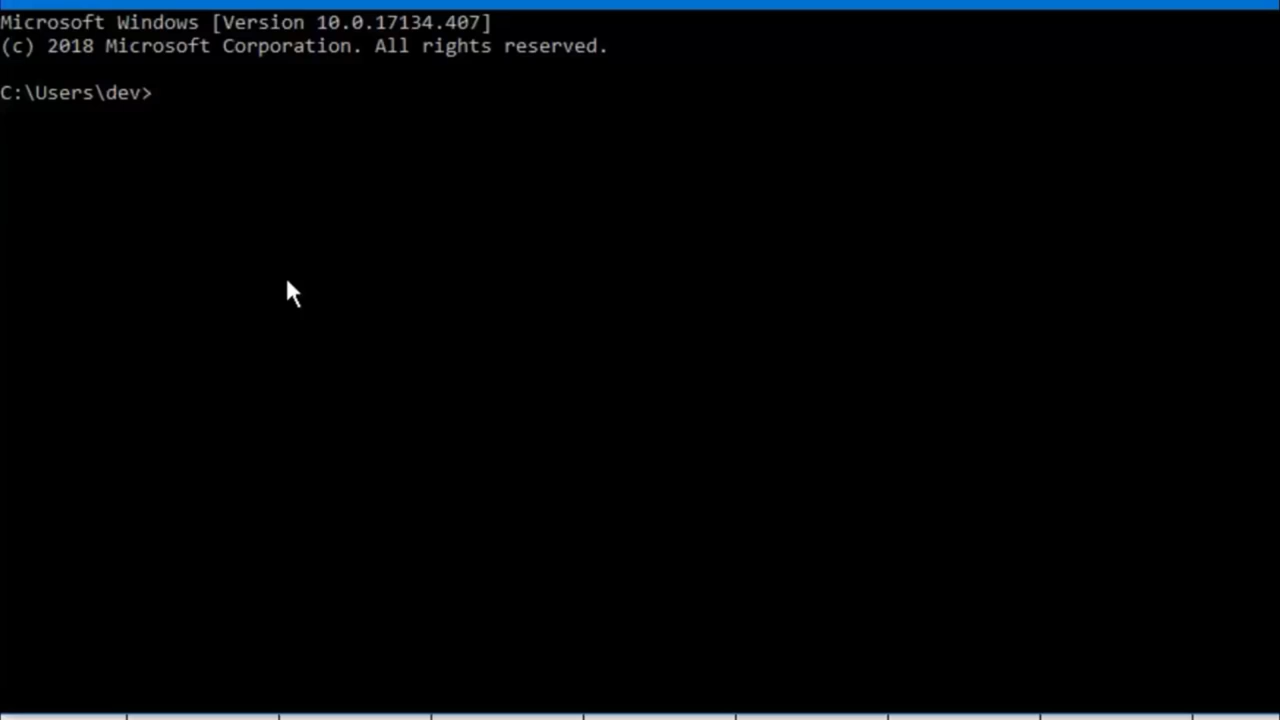 Microsoft Windows [Version 10.0.17134.407]
(c) 2018 Microsoft Corporation. All rights reserved.
C:\Users\dev>